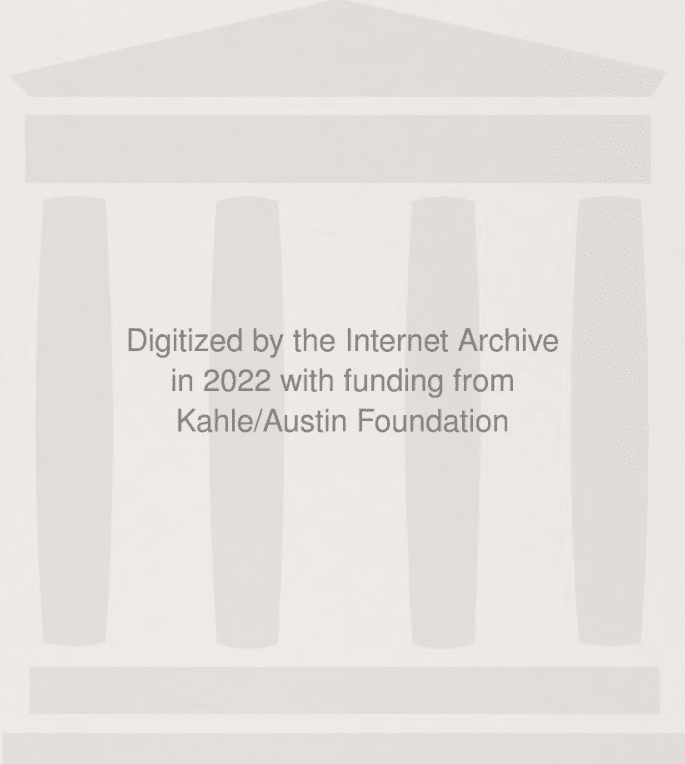 Digitized by the Internet Archive
in 2022 with funding from
Kahle/Austin Foundation